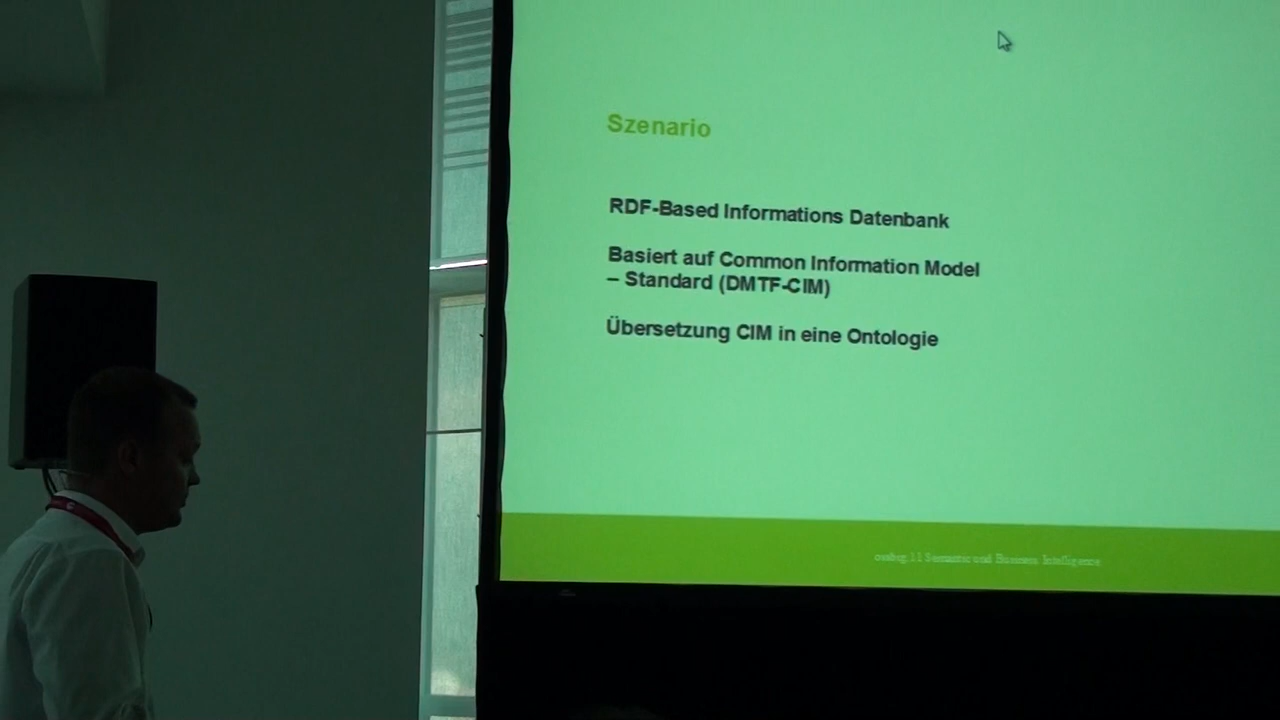 Szenario
RDF-Based Informations Datenbank
Basiert auf Common Information Model
– Standard (DMTF-CIM)
Übersetzung CIM in eine Ontologie
11 Semantic und Business Intelligence